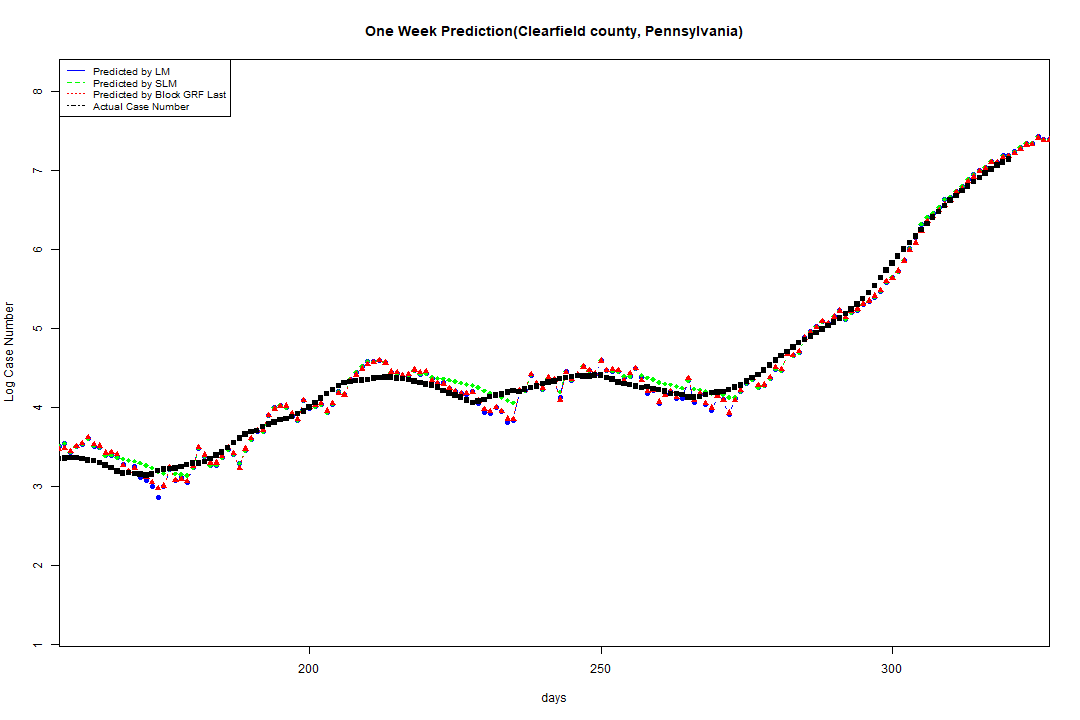 One Week Prediction(Clearfield county, Pennsylvania)
Predicted by LM
Predicted by SLM
Predicted by Block GRF Last
Actual Case Number
8
7
6
5
4
3
2
1
Log Case Number
200 250 300
days